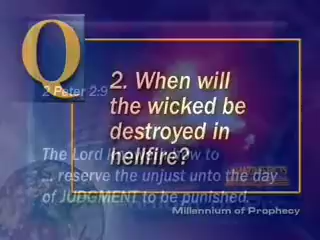 Q
2. When will
the wicked be
2 Peter 2:9
destroyed in
hellfire?
The Lord to
... reserve the unjust unto the day
of JUDGMENT to be punished.
Millennium of Prophecy